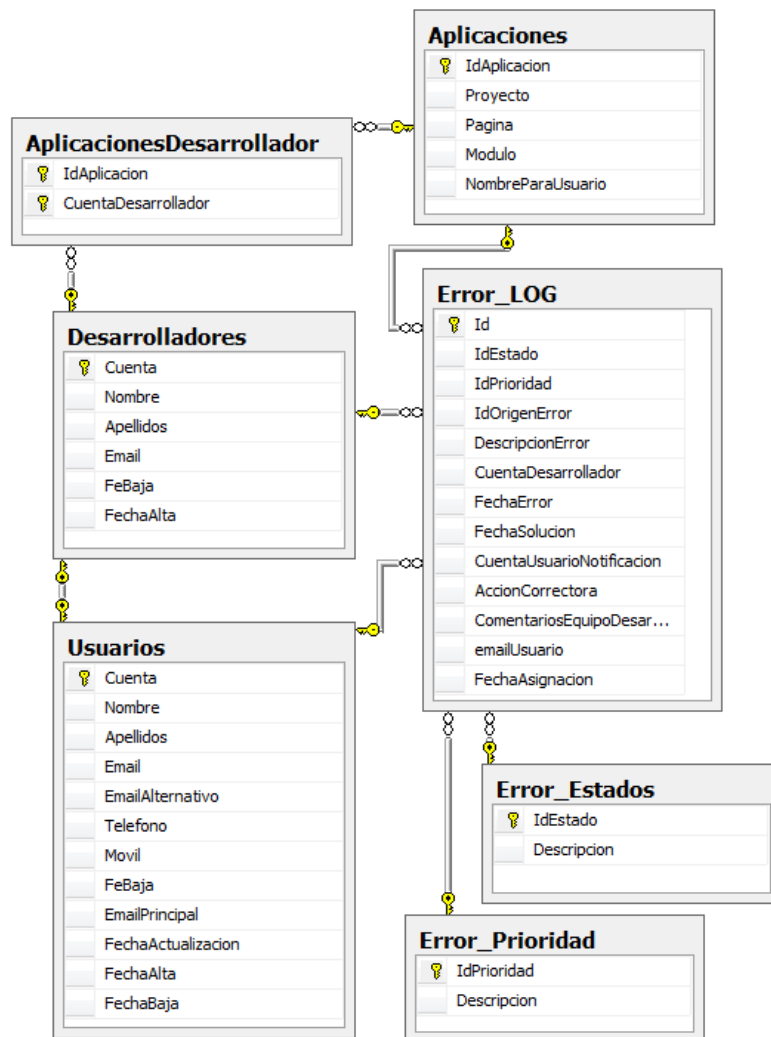 Aplicaciones
IdAplicacion
Proyecto
Pagina
Modulo
NombreParaUsuario
AplicacionesDesarrollador
IdAplicacion
CuentaDesarrollador
Error_LOG
Id
IdEstado
IdPrioridad
IdOrigenError
DescripcionError
CuentaDesarrollador
FechaError
FechaSolucion
CuentaUsuarioNotificacion
AccionCorrectora
ComentariosEquipoDesar...
emailUsuario
FechaAsignacion
Desarrolladores
Cuenta
Nombre
Apellidos
Email
FeBaja
FechaAlta
Usuarios
Cuenta
Nombre
Apellidos
Email
EmailAlternativo
Telefono
Movil
FeBaja
EmailPrincipal
FechaActualizacion
FechaAlta
FechaBaja
Error_Estados
IdEstado
Descripcion
Error_Prioridad
IdPrioridad
Descripcion